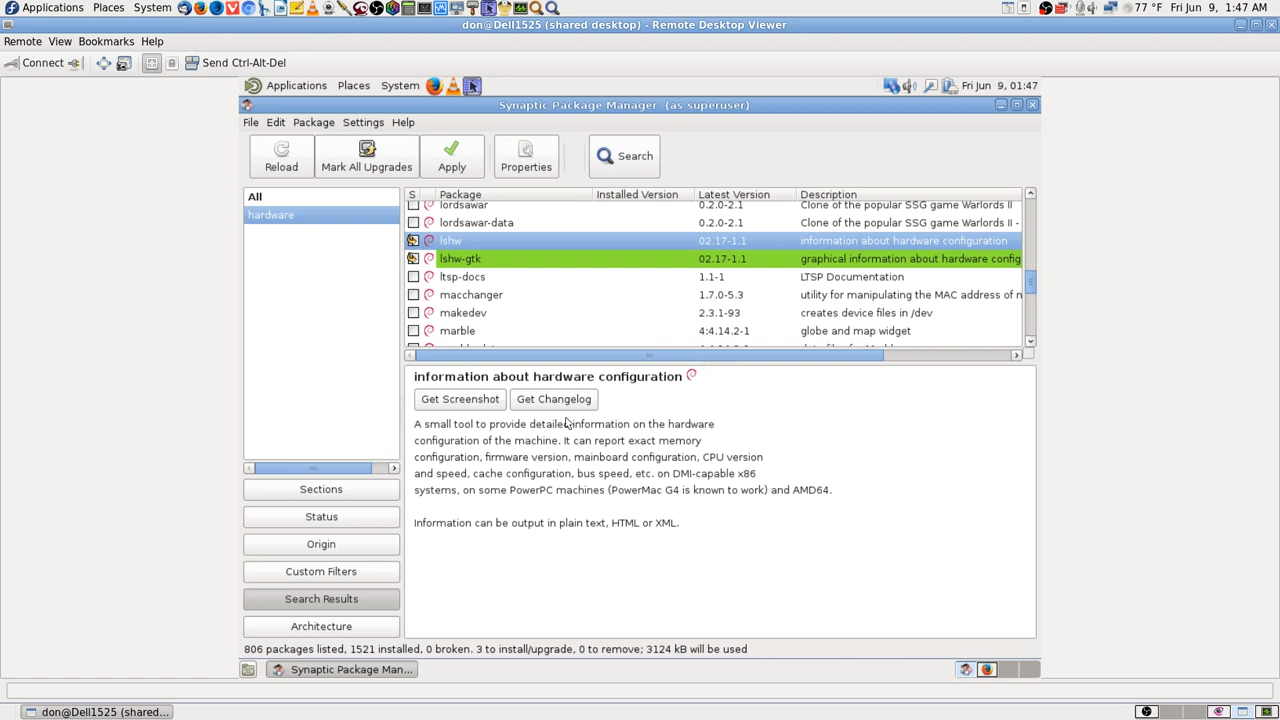 Applications Places System 77 °F Fri Jun 9, 1:47 AM
don@Dell1525 (shared desktop) - Remote Desktop Viewer
Remote View Bookmarks Help
Connect Send Ctrl-Alt-Del
Applications Places System Fri Jun 9, 01:47
Synaptic Package Manager (as superuser)
File Edit Package Settings Help
Reload Mark All Upgrades Apply Properties Search
All
hardware
S Package Installed Version Latest Version Description
lordsawar 0.2.0-2.1 Clone of the popular SSG game Warlords II
lordsawar-data 0.2.0-2.1 Clone of the popular SSG game Warlords II -
lshw 02.17-1.1 information about hardware configuration
lshw-gtk 02.17-1.1 graphical information about hardware config
ltsp-docs 1.1-1 LTSP Documentation
macchanger 1.7.0-5.3 utility for manipulating the MAC address of n
makedev 2.3.1-93 creates device files in /dev
marble 4:4.14.2-1 globe and map widget
information about hardware configuration
Get Screenshot Get Changelog
A small tool to provide detailed information on the hardware
configuration of the machine. It can report exact memory
configuration, firmware version, mainboard configuration, CPU version
and speed, cache configuration, bus speed, etc. on DMI-capable x86
systems, on some PowerPC machines (PowerMac G4 is known to work) and AMD64.
Information can be output in plain text, HTML or XML.
Sections
Status
Origin
Custom Filters
Search Results
Architecture
806 packages listed, 1521 installed, 0 broken. 3 to install/upgrade, 0 to remove; 3124 kB will be used
Synaptic Package Man...
don@Dell1525 (shared...